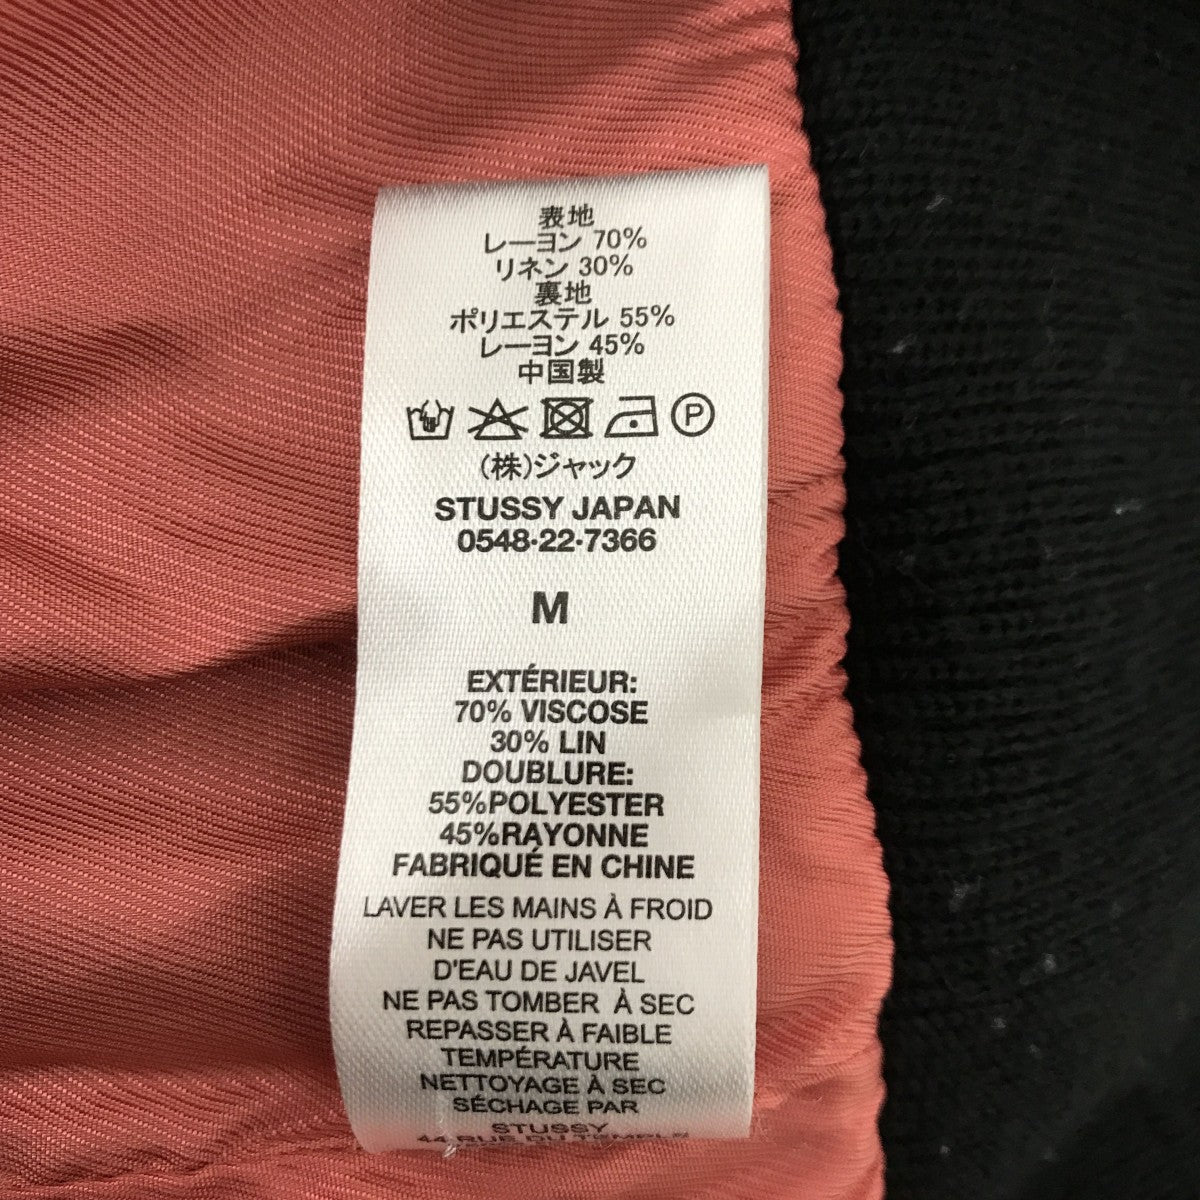 表地
レーヨン 70%
リネン 30%
裏地
ポリエステル 55%
レーヨン 45%
中国製
P
(株)ジャック
STUSSY JAPAN
0548-22-7366
M
EXTÉRIEUR:
70% VISCOSE
30% LIN
DOUBLURE:
55%POLYESTER
45%RAYONNE
FABRIQUÉ EN CHINE
LAVER LES MAINS À FROID
NE PAS UTILISER
D'EAU DE JAVEL
NE PAS TOMBER À SEC
REPASSER À FAIBLE
TEMPÉRATURE
NETTOYAGE À SEC
SÉCHAGE PAR
STUSSY
44 RUE DU